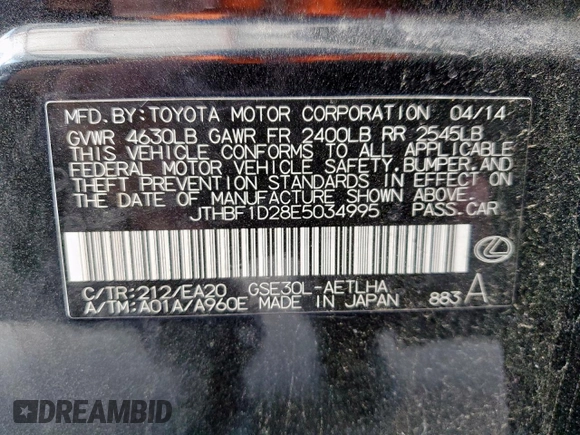 MFD. BY: TOYOTA MOTOR CORPORATION 04/14
GVWR 4630LB GAWR FR 2400LB RR 2545LB
THIS VEHICLE CONFORMS TO ALL APPLICABLE
FEDERAL MOTOR VEHICLE SAFETY, BUMPER, AND
THEFT PREVENTION STANDARDS IN EFFECT ON
THE DATE OF MANUFACTURE SHOWN ABOVE.
JTHBF1D28E5034995 PASS. CAR
C/TR: 212/EA20 GSE30L-AETLHA
A/TM: A01A/A960E MADE IN JAPAN 883 A
DREAMBID